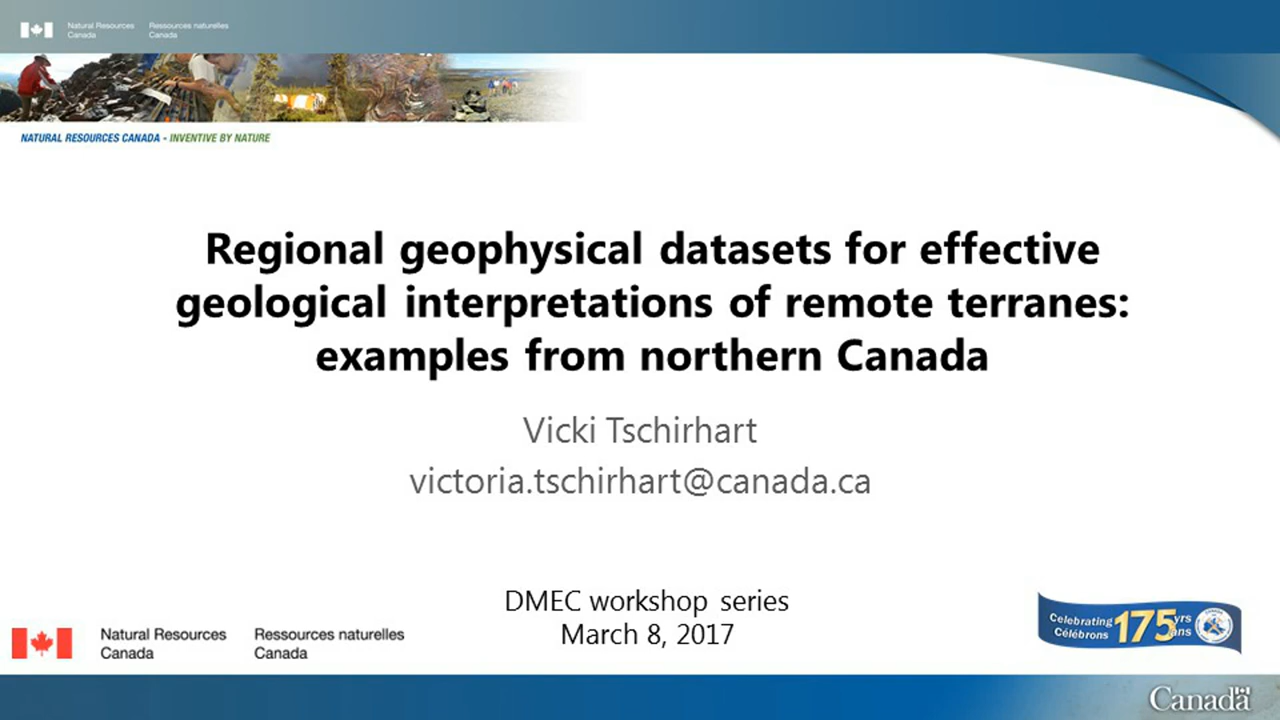 Natural Resources Canada
Ressources naturelles Canada
NATURAL RESOURCES CANADA - INVENTIVE BY NATURE
Regional geophysical datasets for effective
geological interpretations of remote terranes:
examples from northern Canada
Vicki Tschirhart
victoria.tschirhart@canada.ca
DMEC workshop series
March 8, 2017
Natural Resources Canada
Ressources naturelles Canada
Celebrating 175 yrs
Célébrons ans
Canada